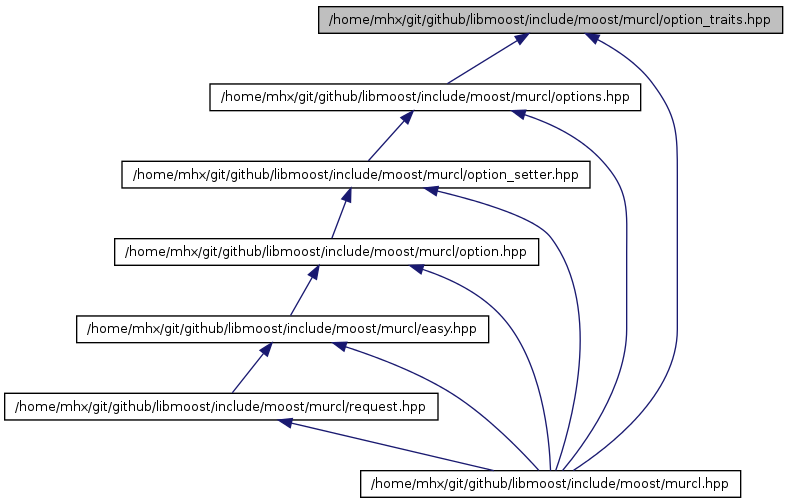 /home/mhx/git/github/libmoost/include/moost/murcl/option_traits.hpp
/home/mhx/git/github/libmoost/include/moost/murcl/options.hpp
/home/mhx/git/github/libmoost/include/moost/murcl/option_setter.hpp
/home/mhx/git/github/libmoost/include/moost/murcl/option.hpp
/home/mhx/git/github/libmoost/include/moost/murcl/easy.hpp
/home/mhx/git/github/libmoost/include/moost/murcl/request.hpp
/home/mhx/git/github/libmoost/include/moost/murcl.hpp